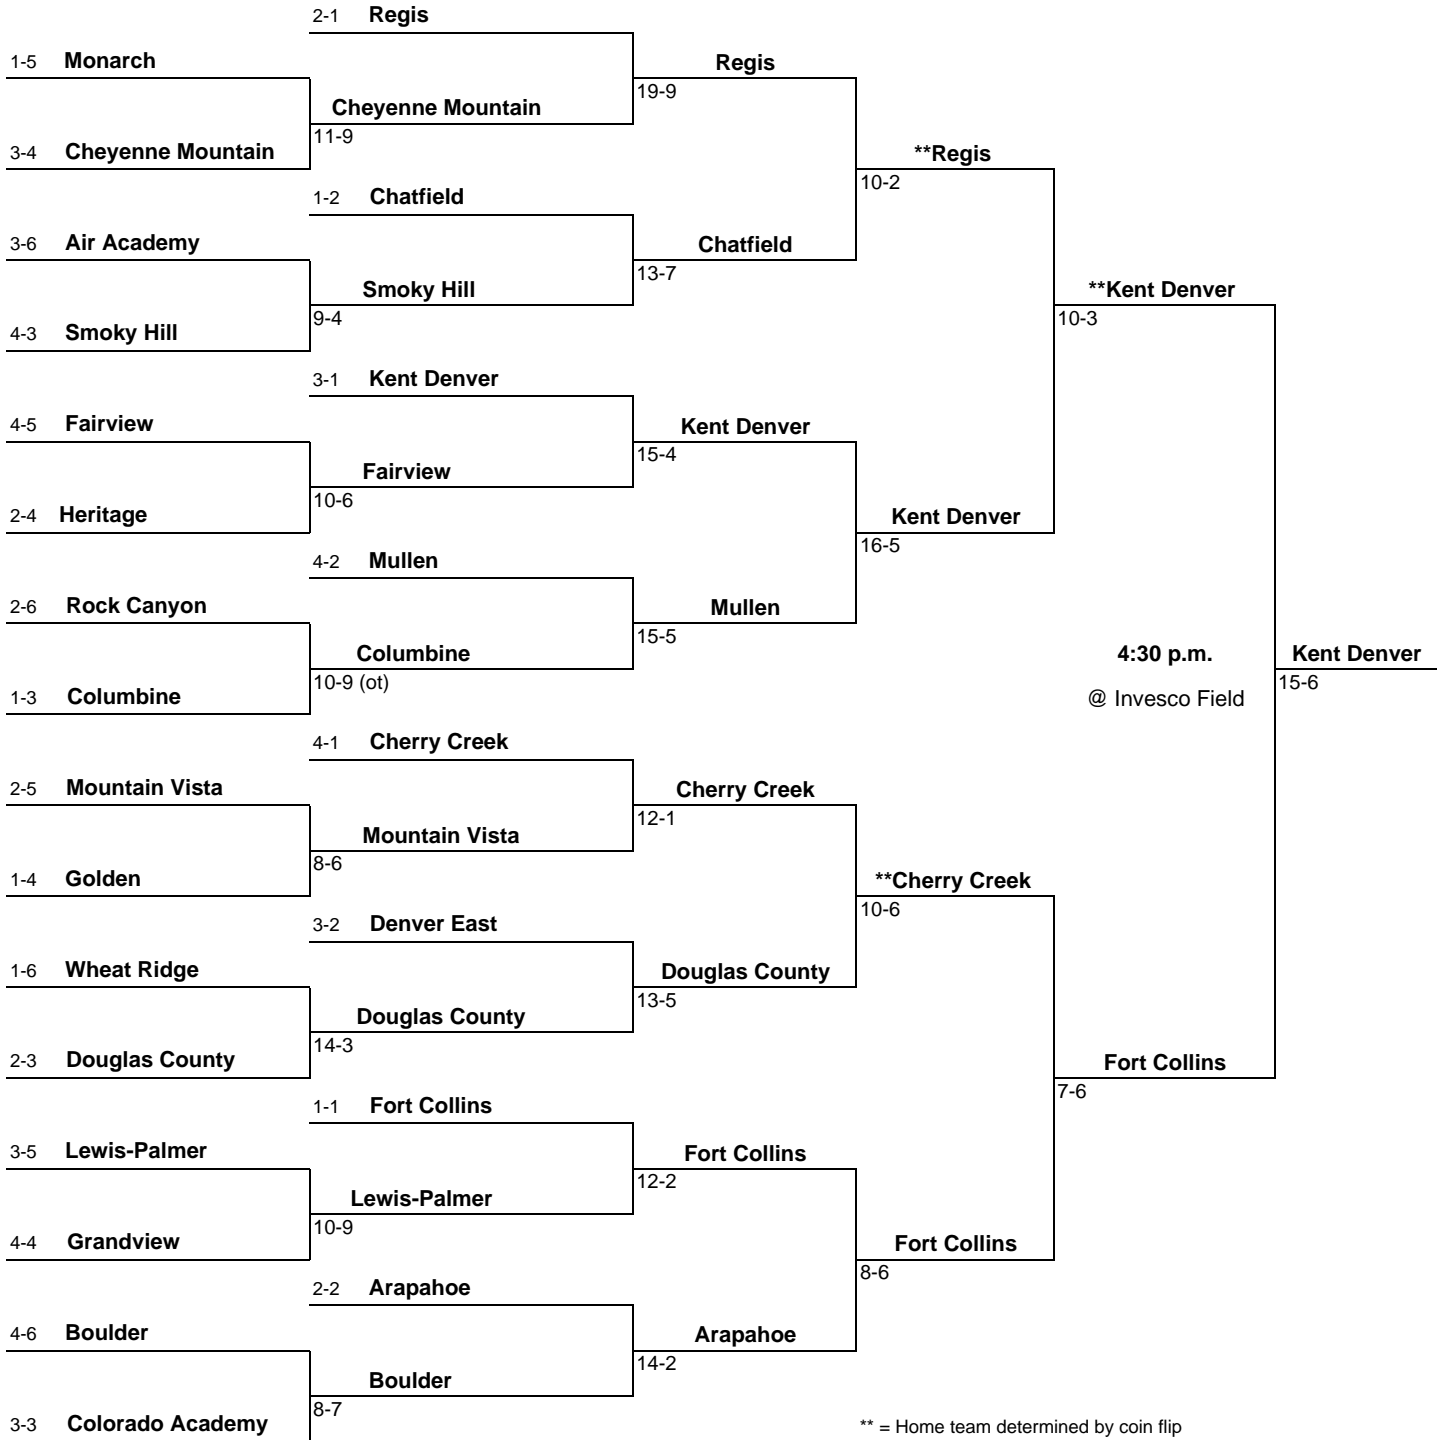 2-1 Regis
1-5 Monarch
Regis
19-9
Cheyenne Mountain
11-9
3-4 Cheyenne Mountain
**Regis
10-2
1-2 Chatfield
3-6 Air Academy
Chatfield
13-7
Smoky Hill
9-4
**Kent Denver
10-3
4-3 Smoky Hill
3-1 Kent Denver
4-5 Fairview
Kent Denver
15-4
Fairview
10-6
2-4 Heritage
Kent Denver
16-5
4-2 Mullen
2-6 Rock Canyon
Mullen
15-5
Columbine
10-9 (ot)
4:30 p.m.
Kent Denver
15-6
1-3 Columbine
@ Invesco Field
4-1 Cherry Creek
2-5 Mountain Vista
Cherry Creek
12-1
Mountain Vista
8-6
1-4 Golden
**Cherry Creek
10-6
3-2 Denver East
1-6 Wheat Ridge
Douglas County
13-5
Douglas County
14-3
2-3 Douglas County
Fort Collins
7-6
1-1 Fort Collins
3-5 Lewis-Palmer
Fort Collins
12-2
Lewis-Palmer
10-9
4-4 Grandview
Fort Collins
8-6
2-2 Arapahoe
4-6 Boulder
Arapahoe
14-2
Boulder
8-7
3-3 Colorado Academy
** = Home team determined by coin flip